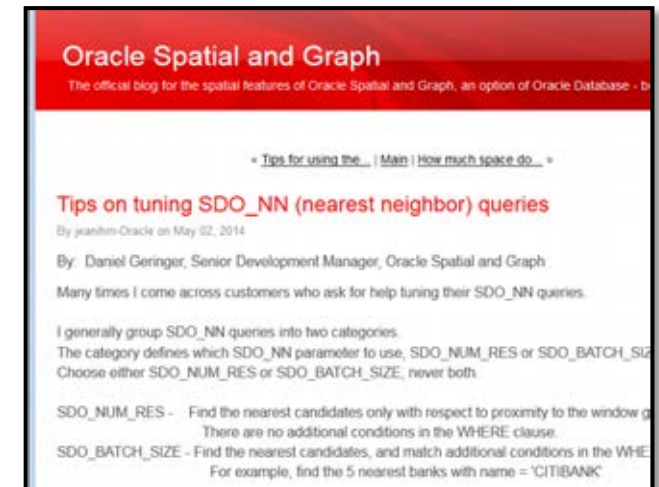 Oracle Spatial and Graph
The official blog for the spatial features of Oracle Spatial and Graph, an option of Oracle Database - b
« Tips for using the... | Main | How much space do... »
Tips on tuning SDO_NN (nearest neighbor) queries
By jeanihm-Oracle on May 02, 2014
By: Daniel Geringer, Senior Development Manager, Oracle Spatial and Graph
Many times I come across customers who ask for help tuning their SDO_NN queries.
I generally group SDO_NN queries into two categories.
The category defines which SDO_NN parameter to use, SDO_NUM_RES or SDO_BATCH_SIZ
Choose either SDO_NUM_RES or SDO_BATCH_SIZE, never both.
SDO_NUM_RES - Find the nearest candidates only with respect to proximity to the window g
There are no additional conditions in the WHERE clause.
SDO_BATCH_SIZE - Find the nearest candidates, and match additional conditions in the WHE
For example, find the 5 nearest banks with name = 'CITIBANK'